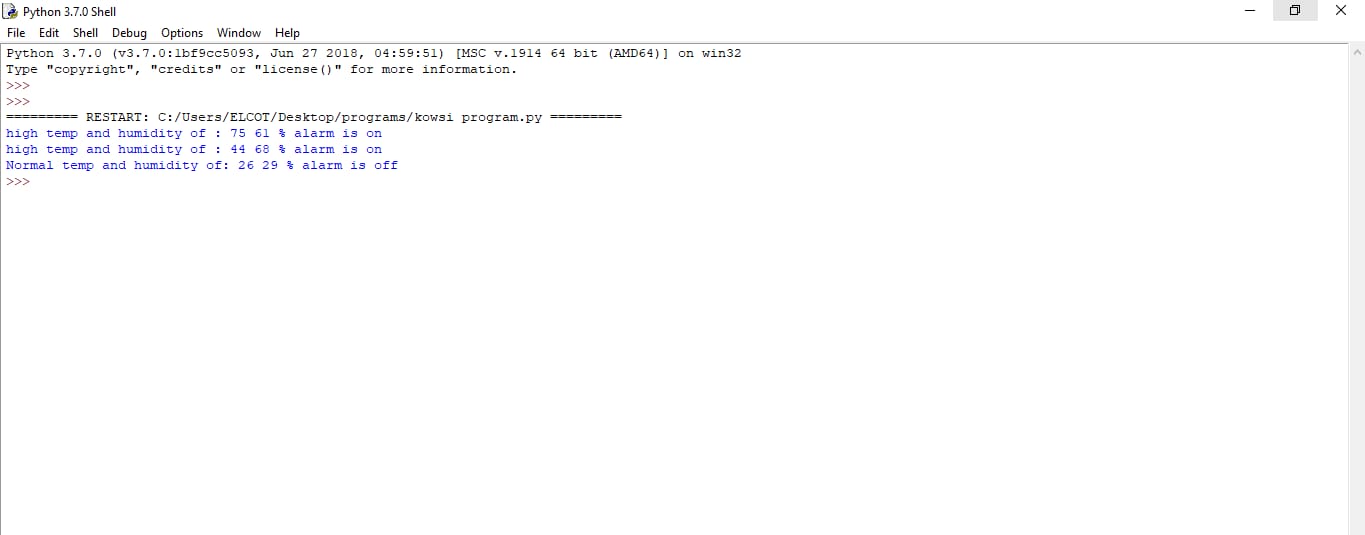 Python 3.7.0 Shell
File Edit Shell Debug Options Window Help
Python 3.7.0 (v3.7.0:1bf9cc5093, Jun 27 2018, 04:59:51) [MSC v.1914 64 bit (AMD64)] on win32
Type "copyright", "credits" or "license()" for more information.
>>>
>>>
========= RESTART: C:/Users/ELCOT/Desktop/programs/kowsi program.py =========
high temp and humidity of : 75 61 % alarm is on
high temp and humidity of : 44 68 % alarm is on
Normal temp and humidity of: 26 29 % alarm is off
>>>